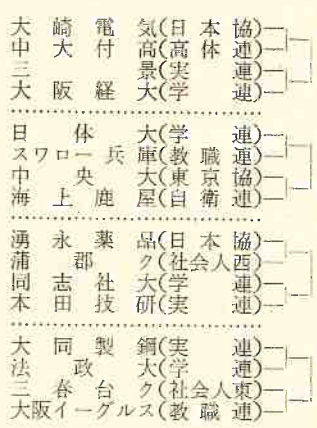 大崎電気(日本協)
中大付高(高体連)
三景(実連)
大阪経大(学連)
日体大(学連)
スワロー兵庫(教職連)
中央大(東京協)
海上鹿屋(自衛連)
湧永薬品(日本協)
蒲郡ク(社会人西)
同志社大(学連)
本田技研(実連)
大同製鋼(実連)
法政大(学連)
三春台ク(社会人東)
大阪イーグルス(教職連)